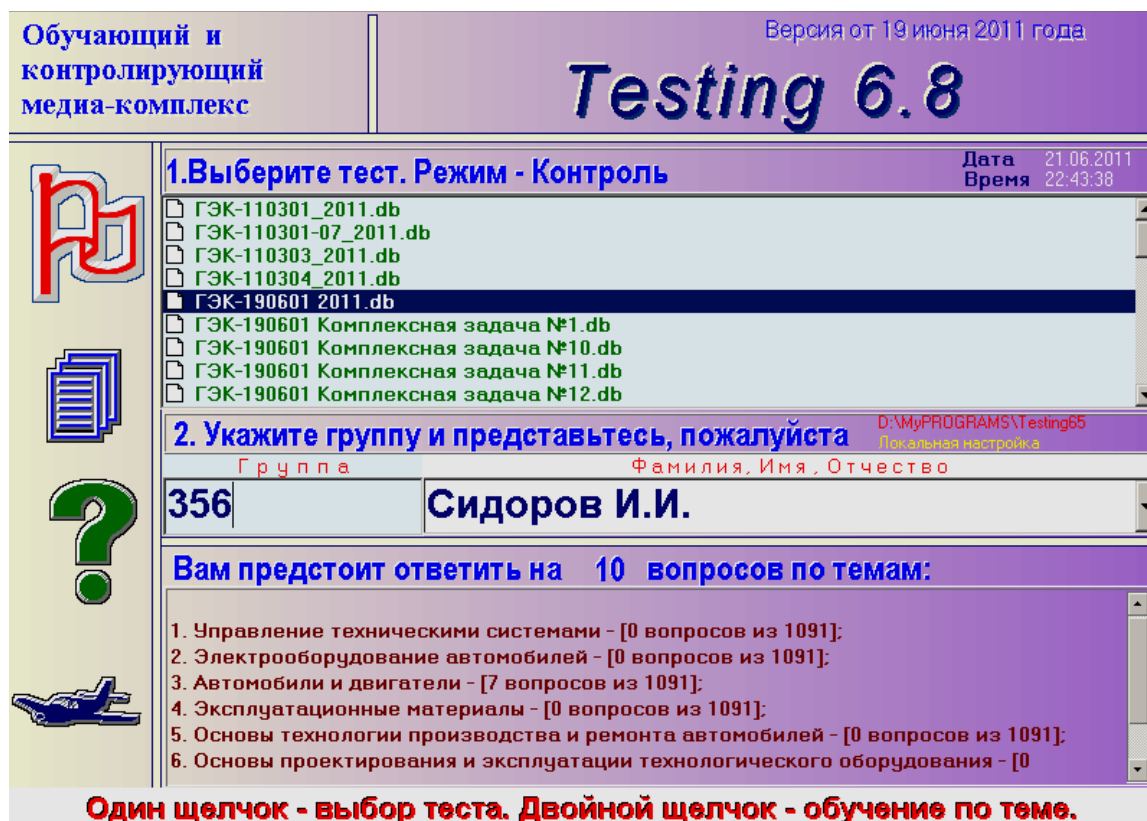 Обучающий и
контролирующий
медиа-комплекс
Версия от 19 июня 2011 года
Testing 6.8
1.Выберите тест. Режим - Контроль
Дата 21.06.2011
Время 22:43:38
ГЭК-110301_2011.db
ГЭК-110301-07_2011.db
ГЭК-110303_2011.db
ГЭК-110304_2011.db
ГЭК-190601 2011.db
ГЭК-190601 Комплексная задача №1.db
ГЭК-190601 Комплексная задача №10.db
ГЭК-190601 Комплексная задача №11.db
ГЭК-190601 Комплексная задача №12.db
2. Укажите группу и представьтесь, пожалуйста
D:\MyPROGRAMS\Testing65
Локальная настройка
Группа Фамилия, Имя, Отчество
356 Сидоров И.И.
Вам предстоит ответить на 10 вопросов по темам:
1. Управление техническими системами - [0 вопросов из 1091];
2. Электрооборудование автомобилей - [0 вопросов из 1091];
3. Автомобили и двигатели - [7 вопросов из 1091];
4. Эксплуатационные материалы - [0 вопросов из 1091];
5. Основы технологии производства и ремонта автомобилей - [0 вопросов из 1091];
6. Основы проектирования и эксплуатации технологического оборудования - [0
Один щелчок - выбор теста. Двойной щелчок - обучение по теме.